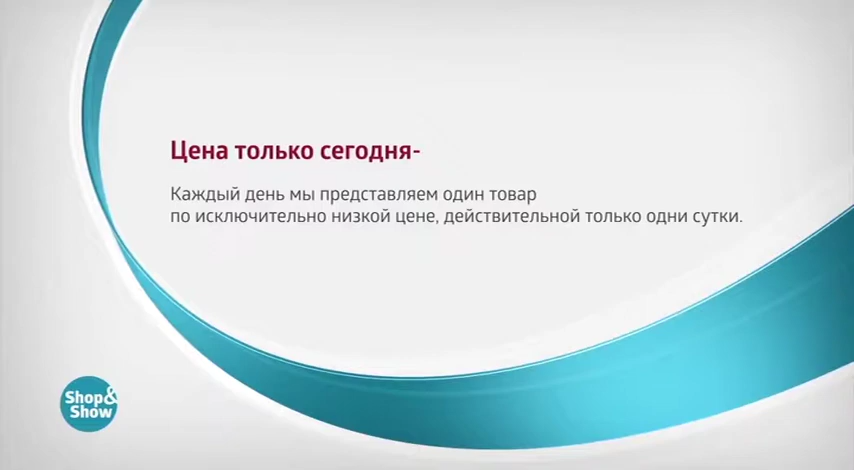 Цена только сегодня-
Каждый день мы представляем один товар
по исключительно низкой цене, действительной только одни сутки.
Shop&
Show